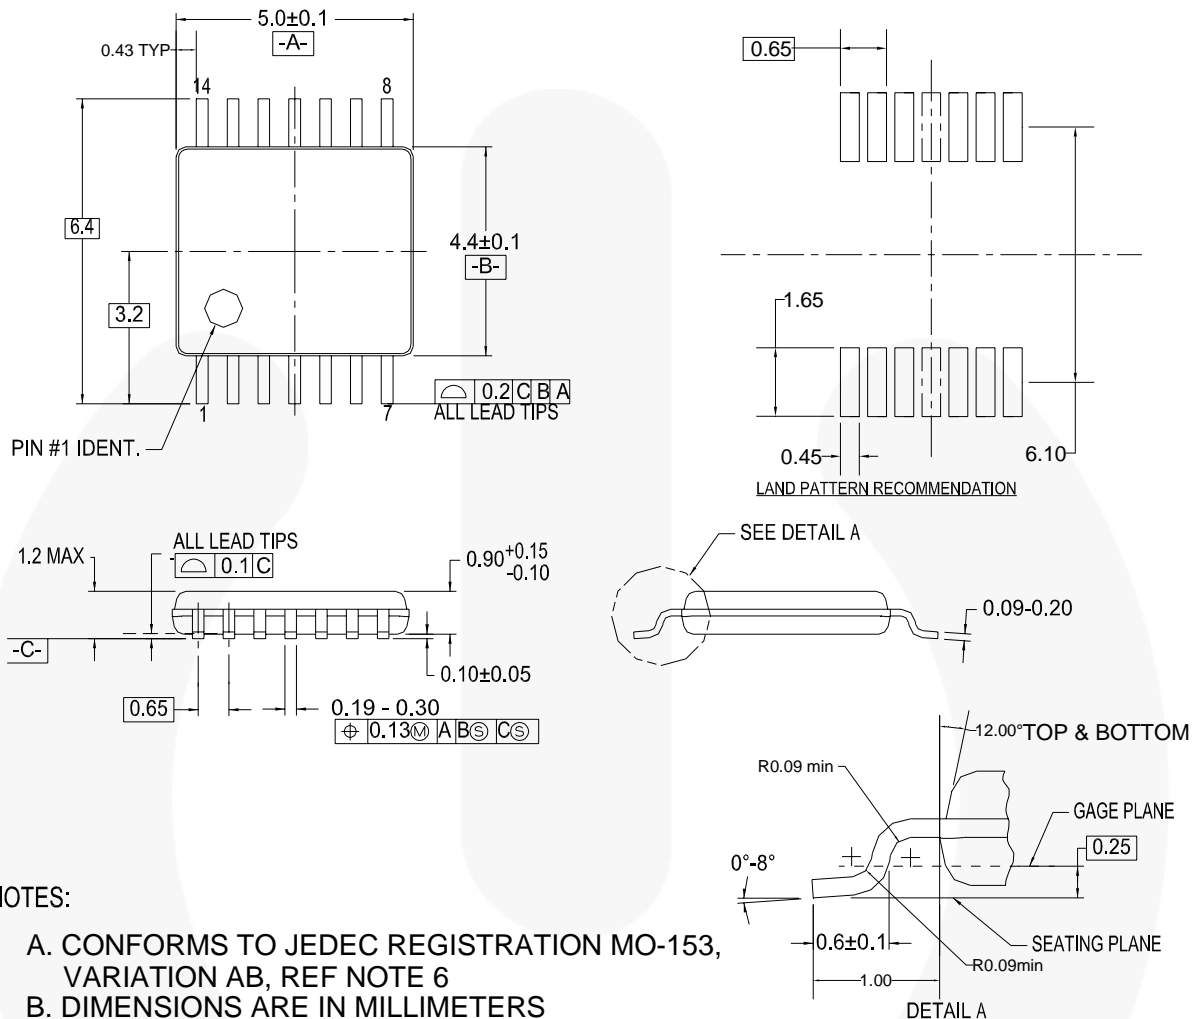 5.0±0.1
-A-
0.43 TYP
14
8
6.4
3.2
4.4±0.1
-B-
0.2 C B A
ALL LEAD TIPS
1
7
PIN #1 IDENT.
0.65
1.65
0.45
6.10
LAND PATTERN RECOMMENDATION
ALL LEAD TIPS
0.1 C
1.2 MAX
0.90 +0.15
-0.10
-C-
0.10±0.05
0.65
0.19 - 0.30
⌖ 0.13Ⓜ A BⓈ CⓈ
SEE DETAIL A
0.09-0.20
12.00° TOP & BOTTOM
R0.09 min
GAGE PLANE
0.25
0°-8°
0.6±0.1
SEATING PLANE
R0.09min
1.00
DETAIL A
NOTES:
A. CONFORMS TO JEDEC REGISTRATION MO-153,
VARIATION AB, REF NOTE 6
B. DIMENSIONS ARE IN MILLIMETERS